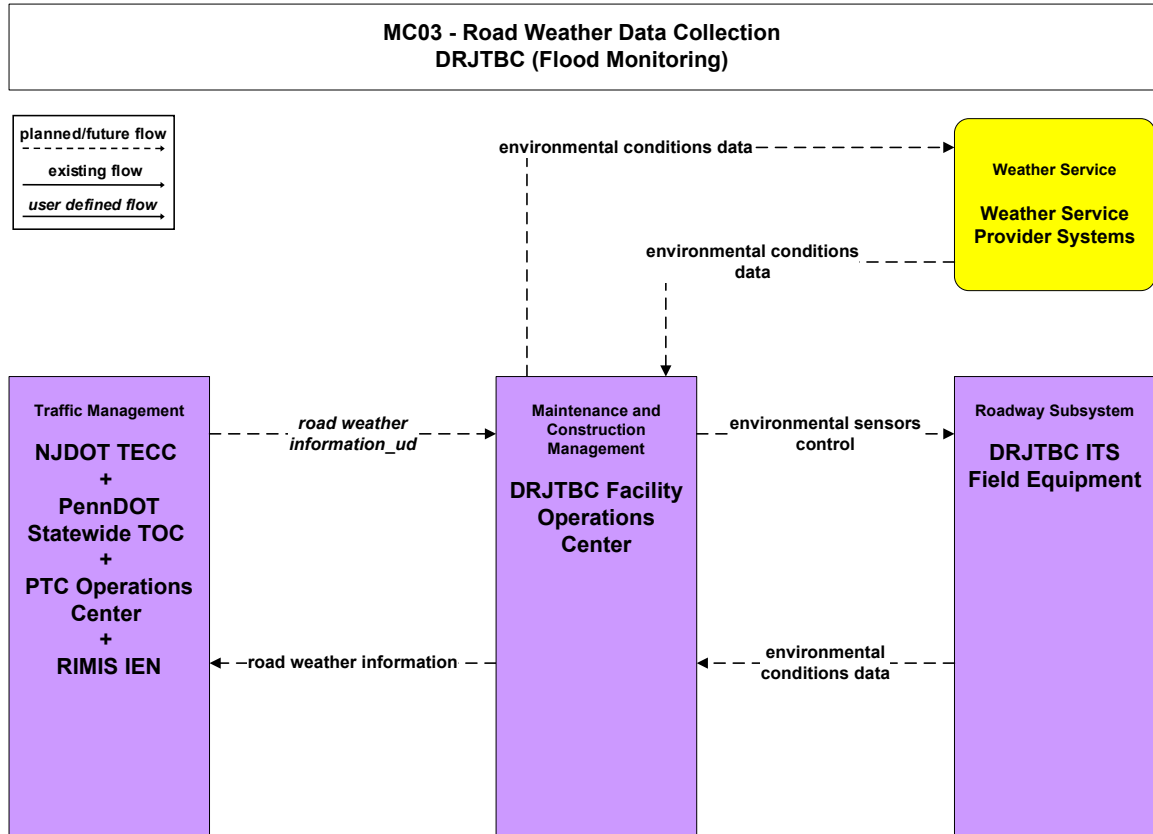 MC03 - Road Weather Data Collection
DRJTBC (Flood Monitoring)
planned/future flow
existing flow
user defined flow
environmental conditions data
Weather Service
Weather Service
Provider Systems
environmental conditions
data
Traffic Management
NJDOT TECC
+
PennDOT
Statewide TOC
+
PTC Operations
Center
+
RIMIS IEN
road weather
information_ud
Maintenance and
Construction
Management
DRJTBC Facility
Operations
Center
environmental sensors
control
Roadway Subsystem
DRJTBC ITS
Field Equipment
road weather information
environmental
conditions data